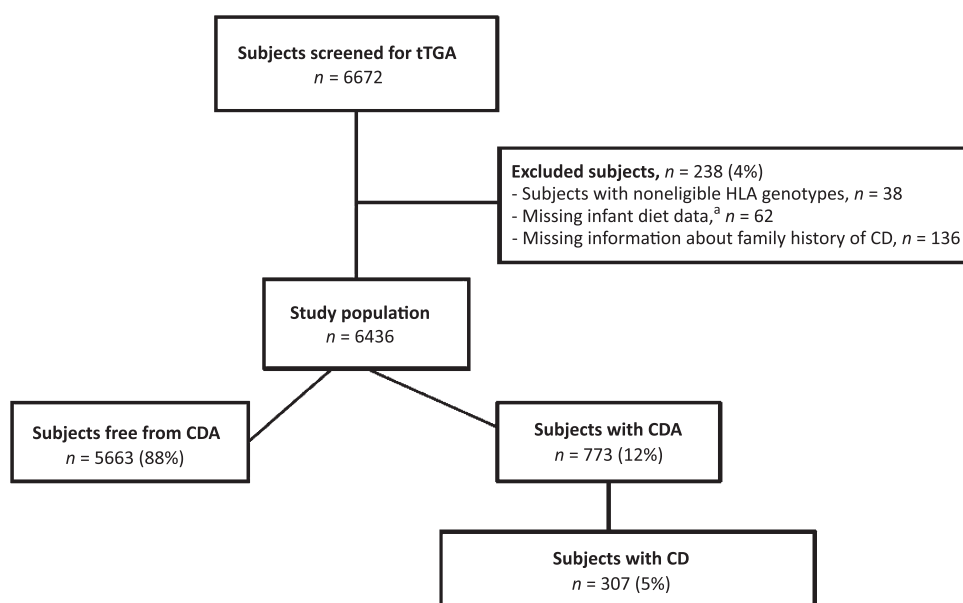 Subjects screened for tTGA
n = 6672
Excluded subjects, n = 238 (4%)
- Subjects with noneligible HLA genotypes, n = 38
- Missing infant diet data,a n = 62
- Missing information about family history of CD, n = 136
Study population
n = 6436
Subjects free from CDA
n = 5663 (88%)
Subjects with CDA
n = 773 (12%)
Subjects with CD
n = 307 (5%)